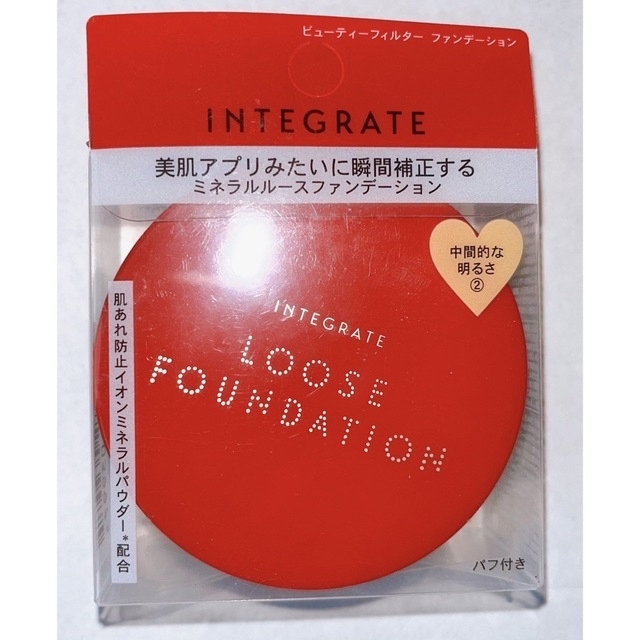 ビューティーフィルター ファンデーション
INTEGRATE
美肌アプリみたいに瞬間補正する
ミネラルルースファンデーション
中間的な
明るさ
②
INTEGRATE
LOOSE
FOUNDATION
肌あれ防止イオンミネラルパウダー*配合
パフ付き